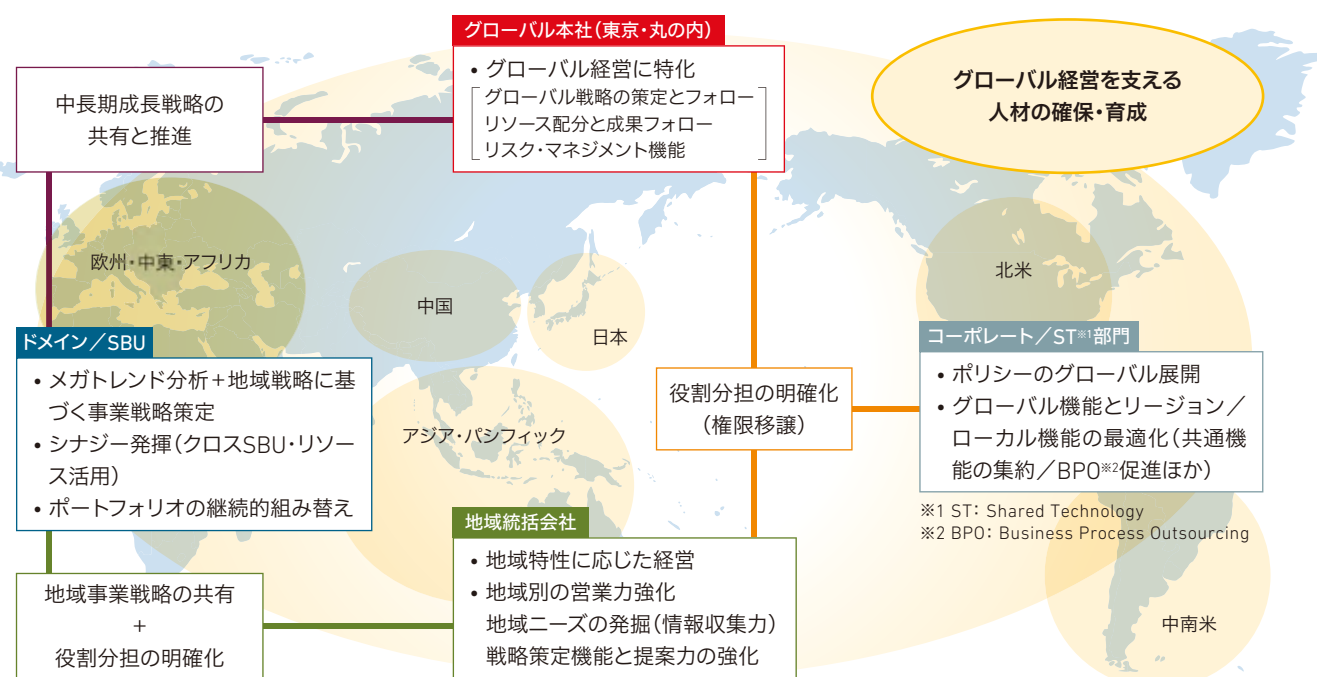 グローバル本社(東京・丸の内)
• グローバル経営に特化
グローバル戦略の策定とフォロー
リソース配分と成果フォロー
リスク・マネジメント機能
グローバル経営を支える
人材の確保・育成
中長期成長戦略の
共有と推進
欧州・中東・アフリカ
中国
日本
北米
アジア・パシフィック
中南米
ドメイン/SBU
• メガトレンド分析+地域戦略に基
づく事業戦略策定
• シナジー発揮(クロスSBU・リソー
ス活用)
• ポートフォリオの継続的組み替え
役割分担の明確化
(権限移譲)
コーポレート/ST※1部門
• ポリシーのグローバル展開
• グローバル機能とリージョン/
ローカル機能の最適化(共通機
能の集約/BPO※2促進ほか)
※1 ST: Shared Technology
※2 BPO: Business Process Outsourcing
地域統括会社
• 地域特性に応じた経営
• 地域別の営業力強化
地域ニーズの発掘(情報収集力)
戦略策定機能と提案力の強化
地域事業戦略の共有
+
役割分担の明確化